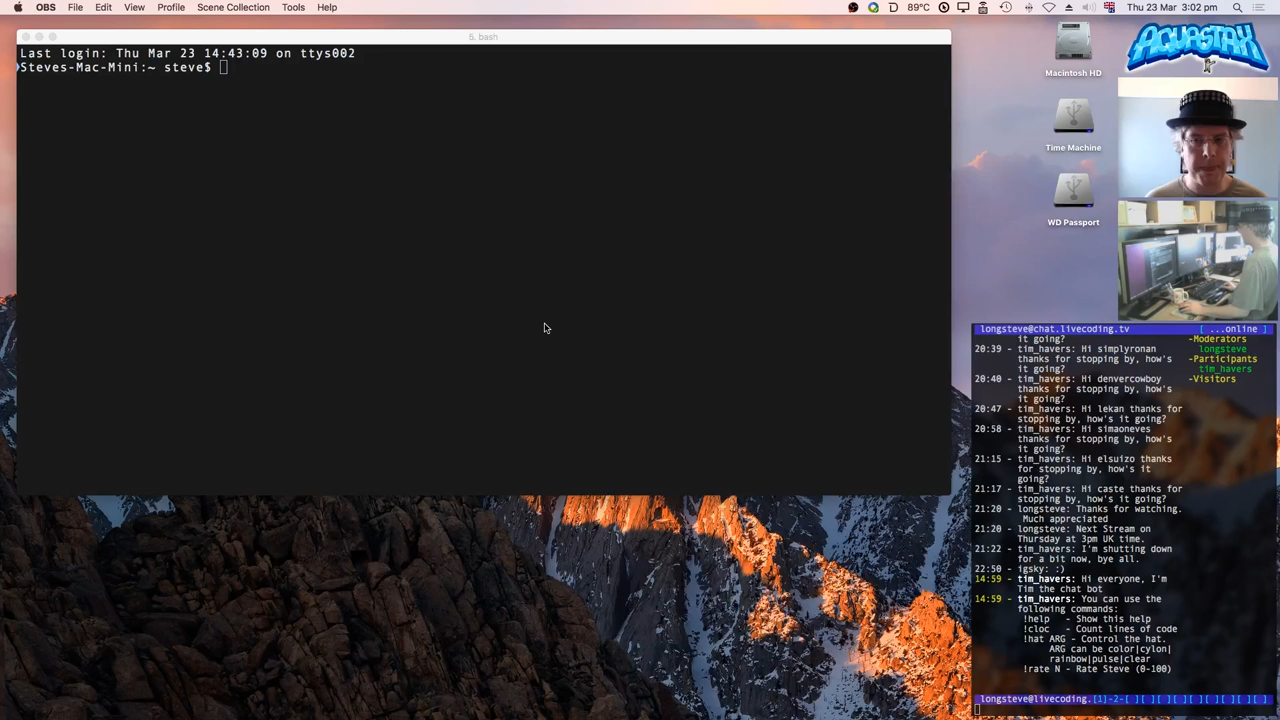 OBS File Edit View Profile Scene Collection Tools Help 89°C Thu 23 Mar 3:02 pm
5. bash
Last login: Thu Mar 23 14:43:09 on ttys002
Steves-Mac-Mini:~ steve$
Macintosh HD
Time Machine
WD Passport
AQUASTAX
longsteve@chat.livecoding.tv [ ...online ]
it going?
20:39 - tim_havers: Hi simplyronan
thanks for stopping by, how's
it going?
20:40 - tim_havers: Hi denvercowboy
thanks for stopping by, how's
it going?
20:47 - tim_havers: Hi lekan thanks for
stopping by, how's it going?
20:58 - tim_havers: Hi simaoneves
thanks for stopping by, how's
it going?
21:15 - tim_havers: Hi elsuizo thanks
for stopping by, how's it
going?
21:17 - tim_havers: Hi caste thanks for
stopping by, how's it going?
21:20 - longsteve: Thanks for watching.
Much appreciated
21:20 - longsteve: Next Stream on
Thursday at 3pm UK time.
21:22 - tim_havers: I'm shutting down
for a bit now, bye all.
22:50 - igsky: :)
14:59 - tim_havers: Hi everyone, I'm
Tim the chat bot
14:59 - tim_havers: You can use the
following commands:
!help - Show this help
!cloc - Count lines of code
!hat ARG - Control the hat.
ARG can be color|cylon|
rainbow|pulse|clear
!rate N - Rate Steve (0-100)
-Moderators
longsteve
-Participants
tim_havers
-Visitors
longsteve@livecoding.[1]-2-[ ][ ][ ][ ][ ][ ][ ][ ][ ]